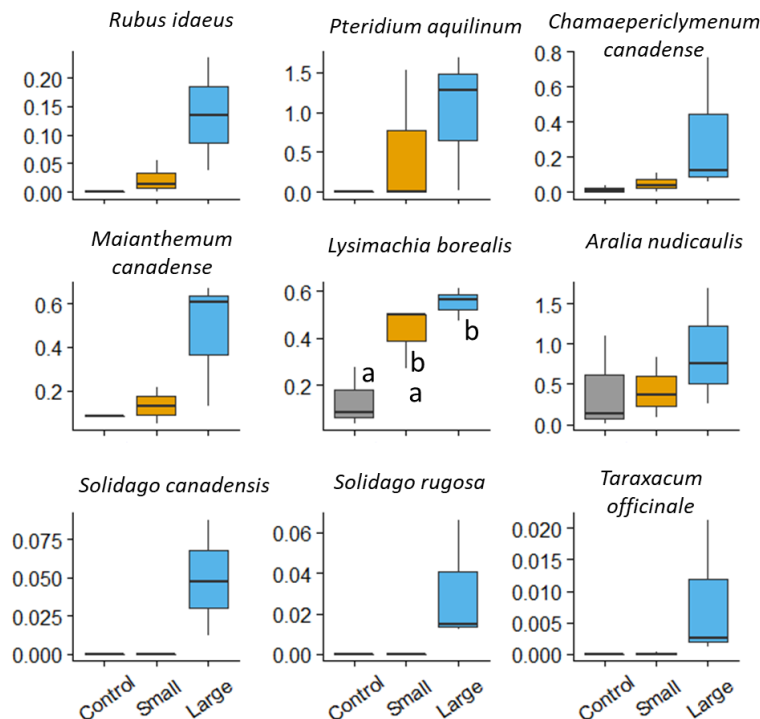 Rubus idaeus
Pteridium aquilinum
Chamaepericlymenum
canadense
0.20
0.15
0.10
0.05
0.00
1.5
1.0
0.5
0.0
0.8
0.6
0.4
0.2
0.0
Maianthemum
canadense
Lysimachia borealis
Aralia nudicaulis
0.6
0.4
0.2
0.6
0.4
0.2
a
b
a
b
1.5
1.0
0.5
0.0
Solidago canadensis
Solidago rugosa
Taraxacum
officinale
0.075
0.050
0.025
0.000
0.06
0.04
0.02
0.00
0.020
0.015
0.010
0.005
0.000
Control Small Large
Control Small Large
Control Small Large